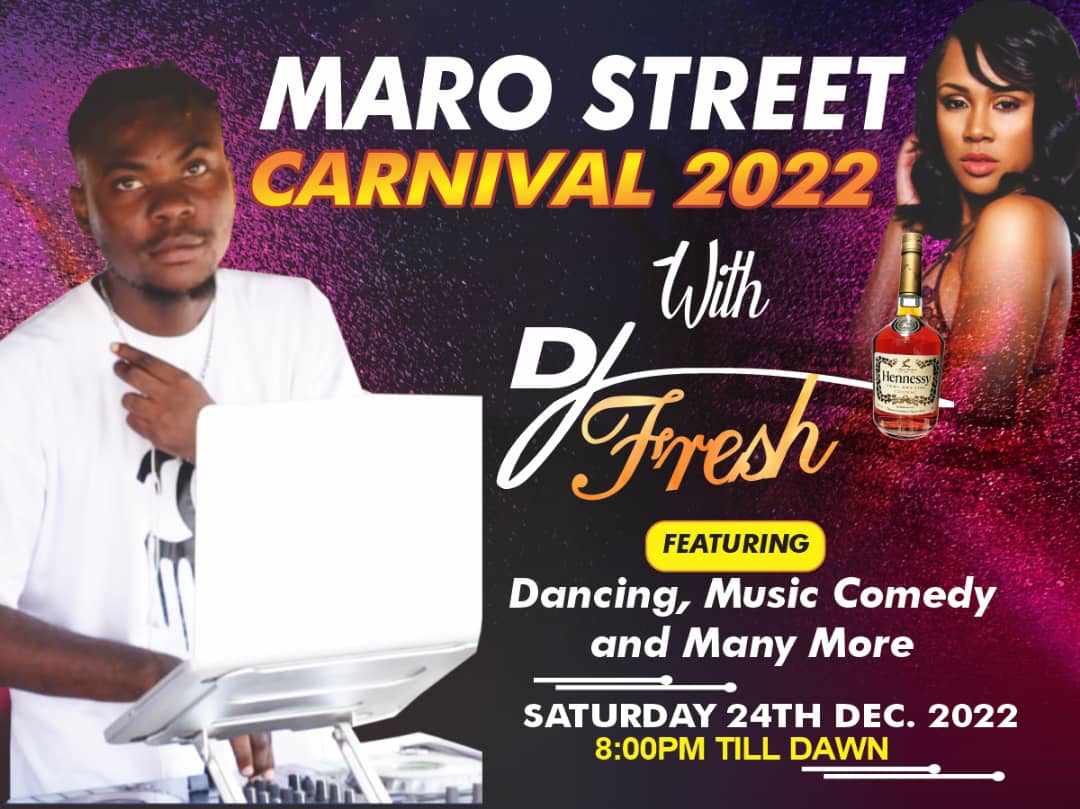 MARO STREET
CARNIVAL 2022
With
DJ
Fresh
Hennessy
FEATURING
Dancing, Music Comedy
and Many More
SATURDAY 24TH DEC. 2022
8:00PM TILL DAWN